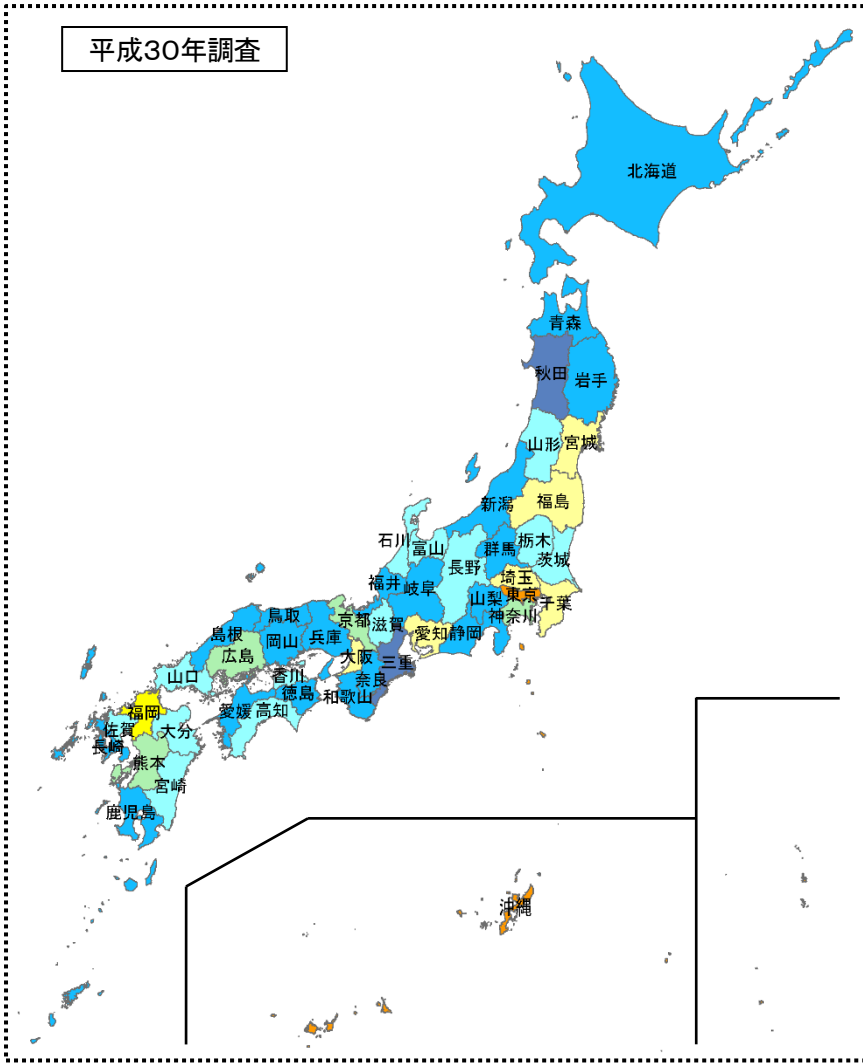 平成30年調査
北海道
青森
秋田
岩手
山形
宮城
新潟
福島
石川
富山
群馬
栃木
茨城
長野
福井
岐阜
埼玉
山梨
東京
千葉
神奈川
鳥取
京都
滋賀
愛知
静岡
島根
岡山
兵庫
広島
大阪
三重
山口
香川
奈良
徳島
和歌山
福岡
愛媛
高知
佐賀
大分
長崎
熊本
宮崎
鹿児島
沖縄